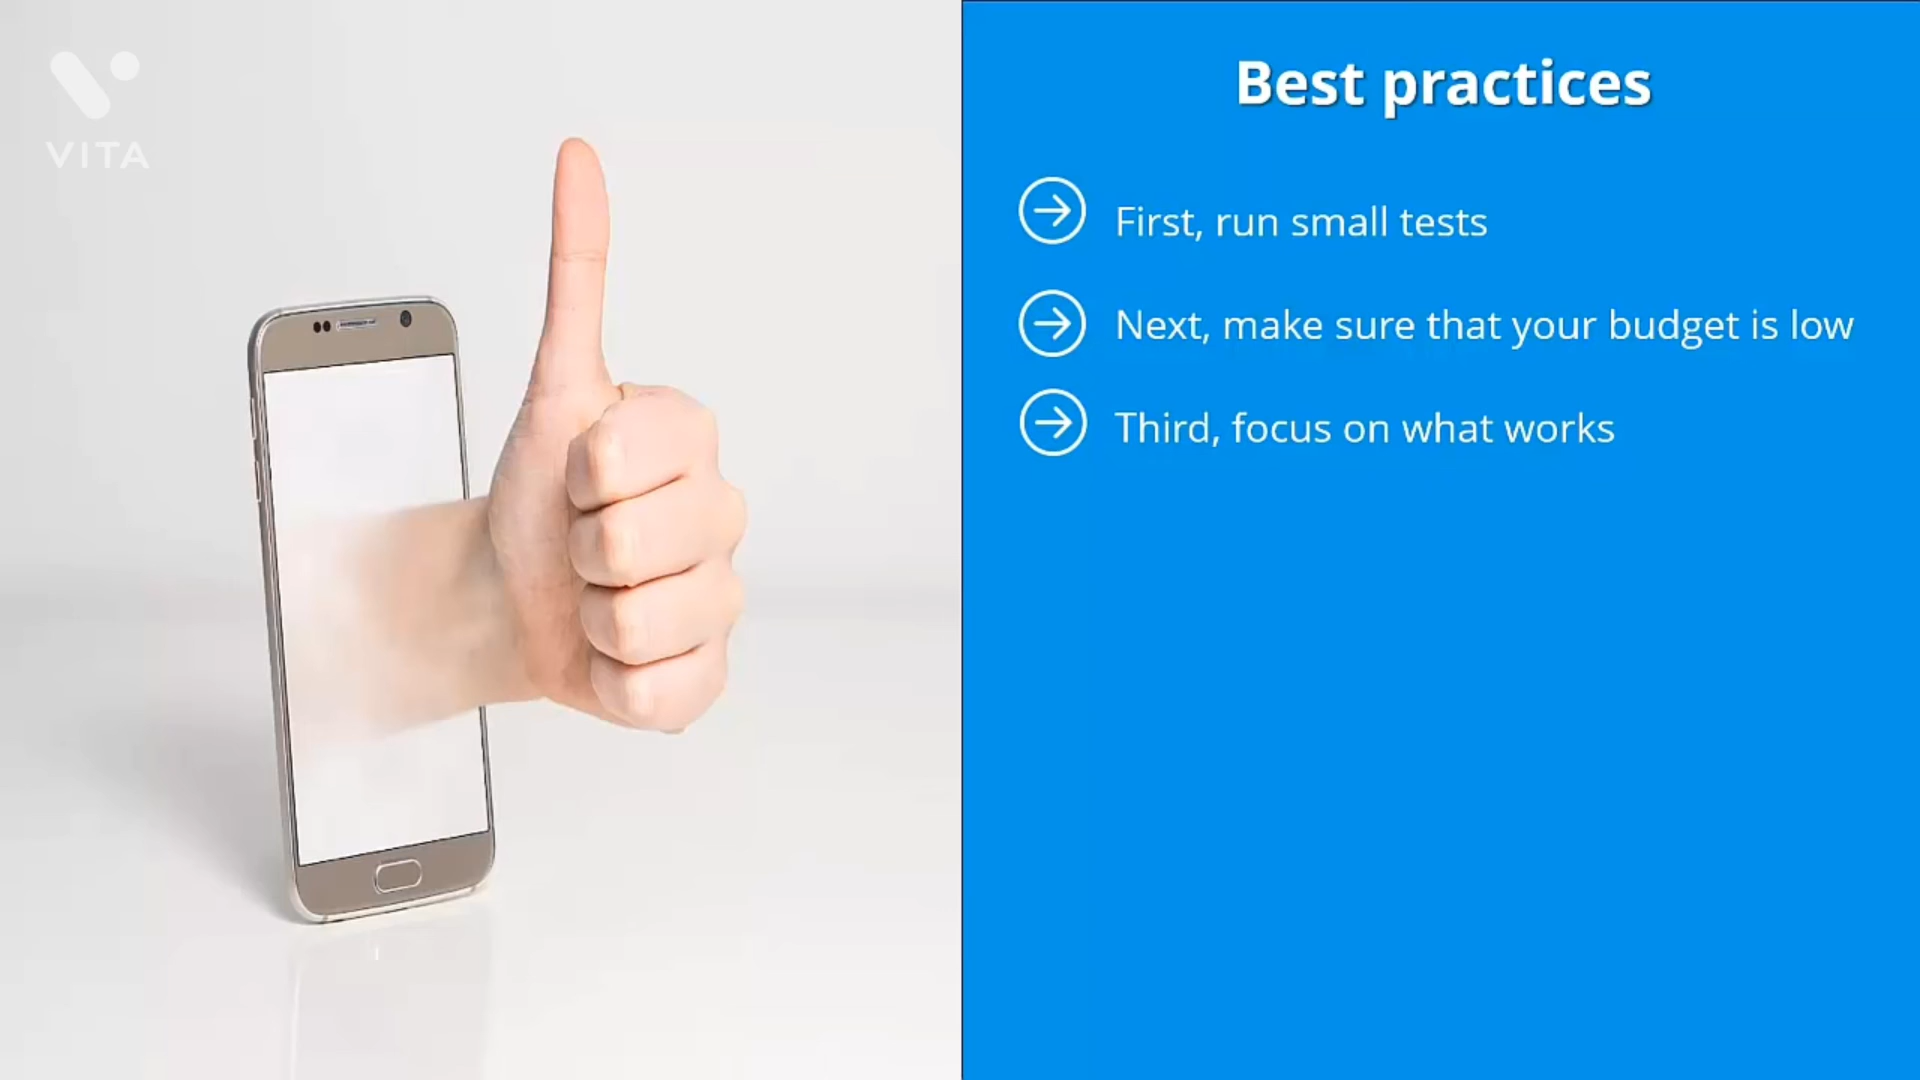 VITA
Best practices
First, run small tests
Next, make sure that your budget is low
Third, focus on what works